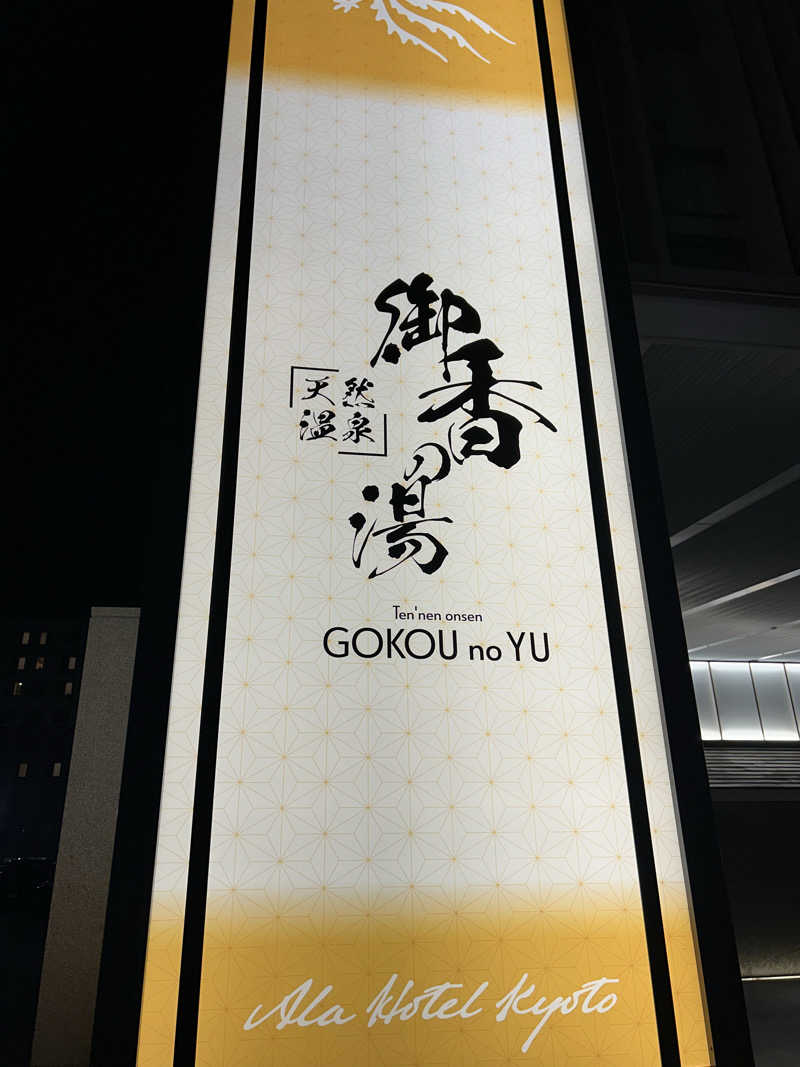 御香の湯
天然
温泉
Ten'nen onsen
GOKOU no YU
Ala Hotel Kyoto